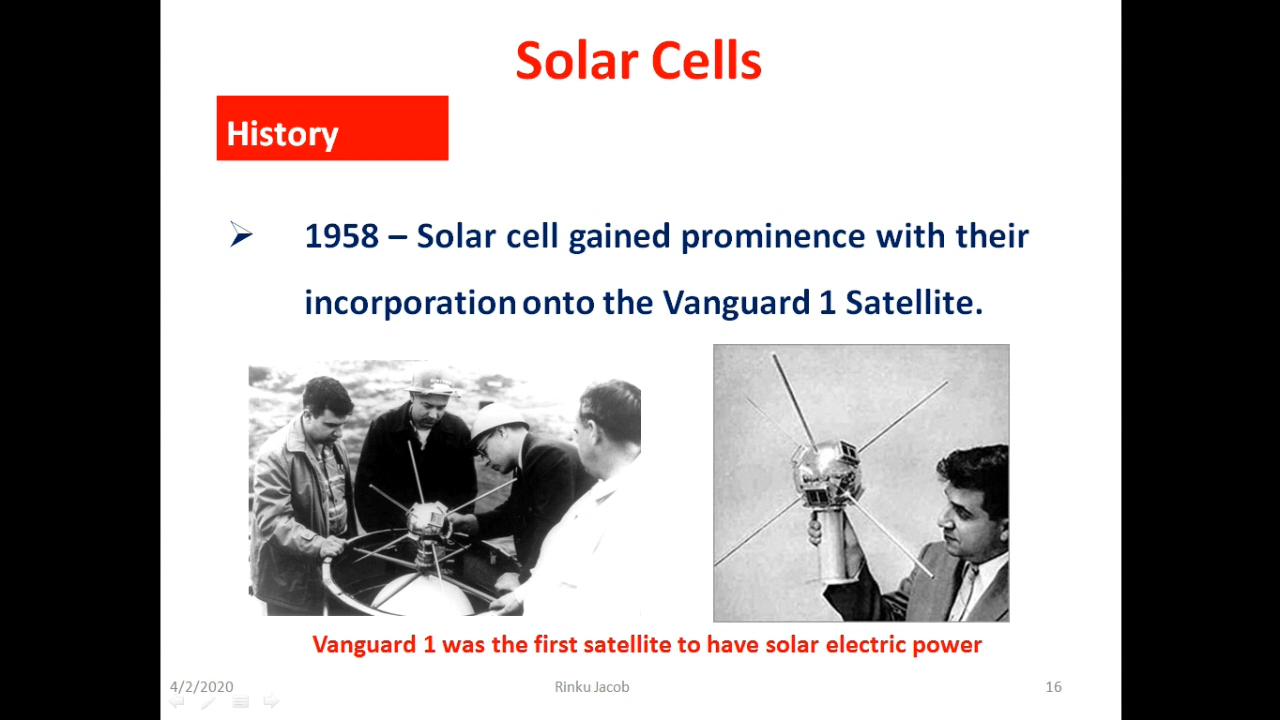 Solar Cells
History
➢ 1958 – Solar cell gained prominence with their
incorporation onto the Vanguard 1 Satellite.
Vanguard 1 was the first satellite to have solar electric power
4/2/2020
Rinku Jacob
16